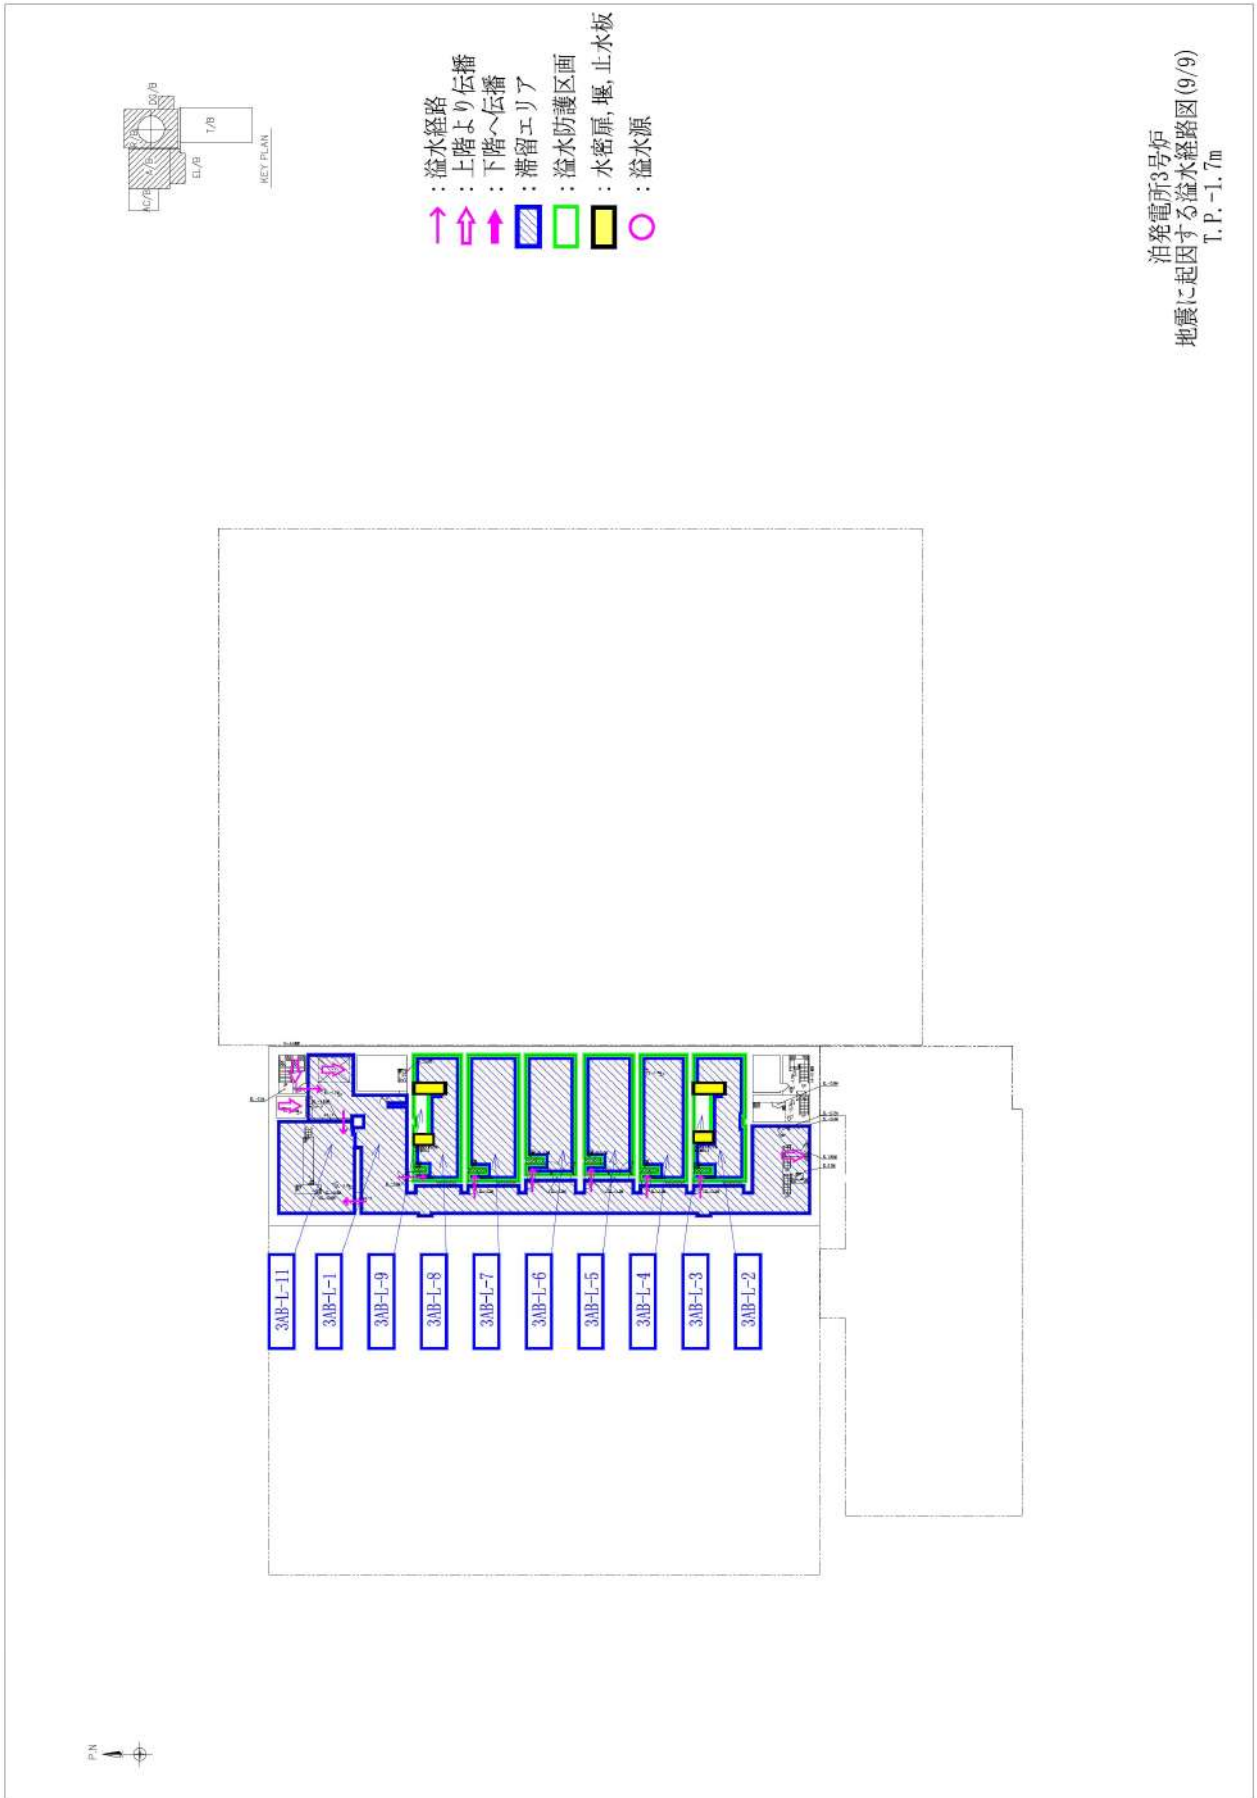 泊発電所3号炉
地震に起因する溢水経路図(9/9)
T.P.-1.7m
:溢水経路
:上階より伝播
:下階へ伝播
:滞留エリア
:溢水防護区画
:水密扉,堰,止水板
:溢水源
R/B
DG/B
A/B
T/B
AC/B
EL/B
KEY PLAN
3AB-L-11
3AB-L-1
3AB-L-9
3AB-L-8
3AB-L-7
3AB-L-6
3AB-L-5
3AB-L-4
3AB-L-3
3AB-L-2
P.N